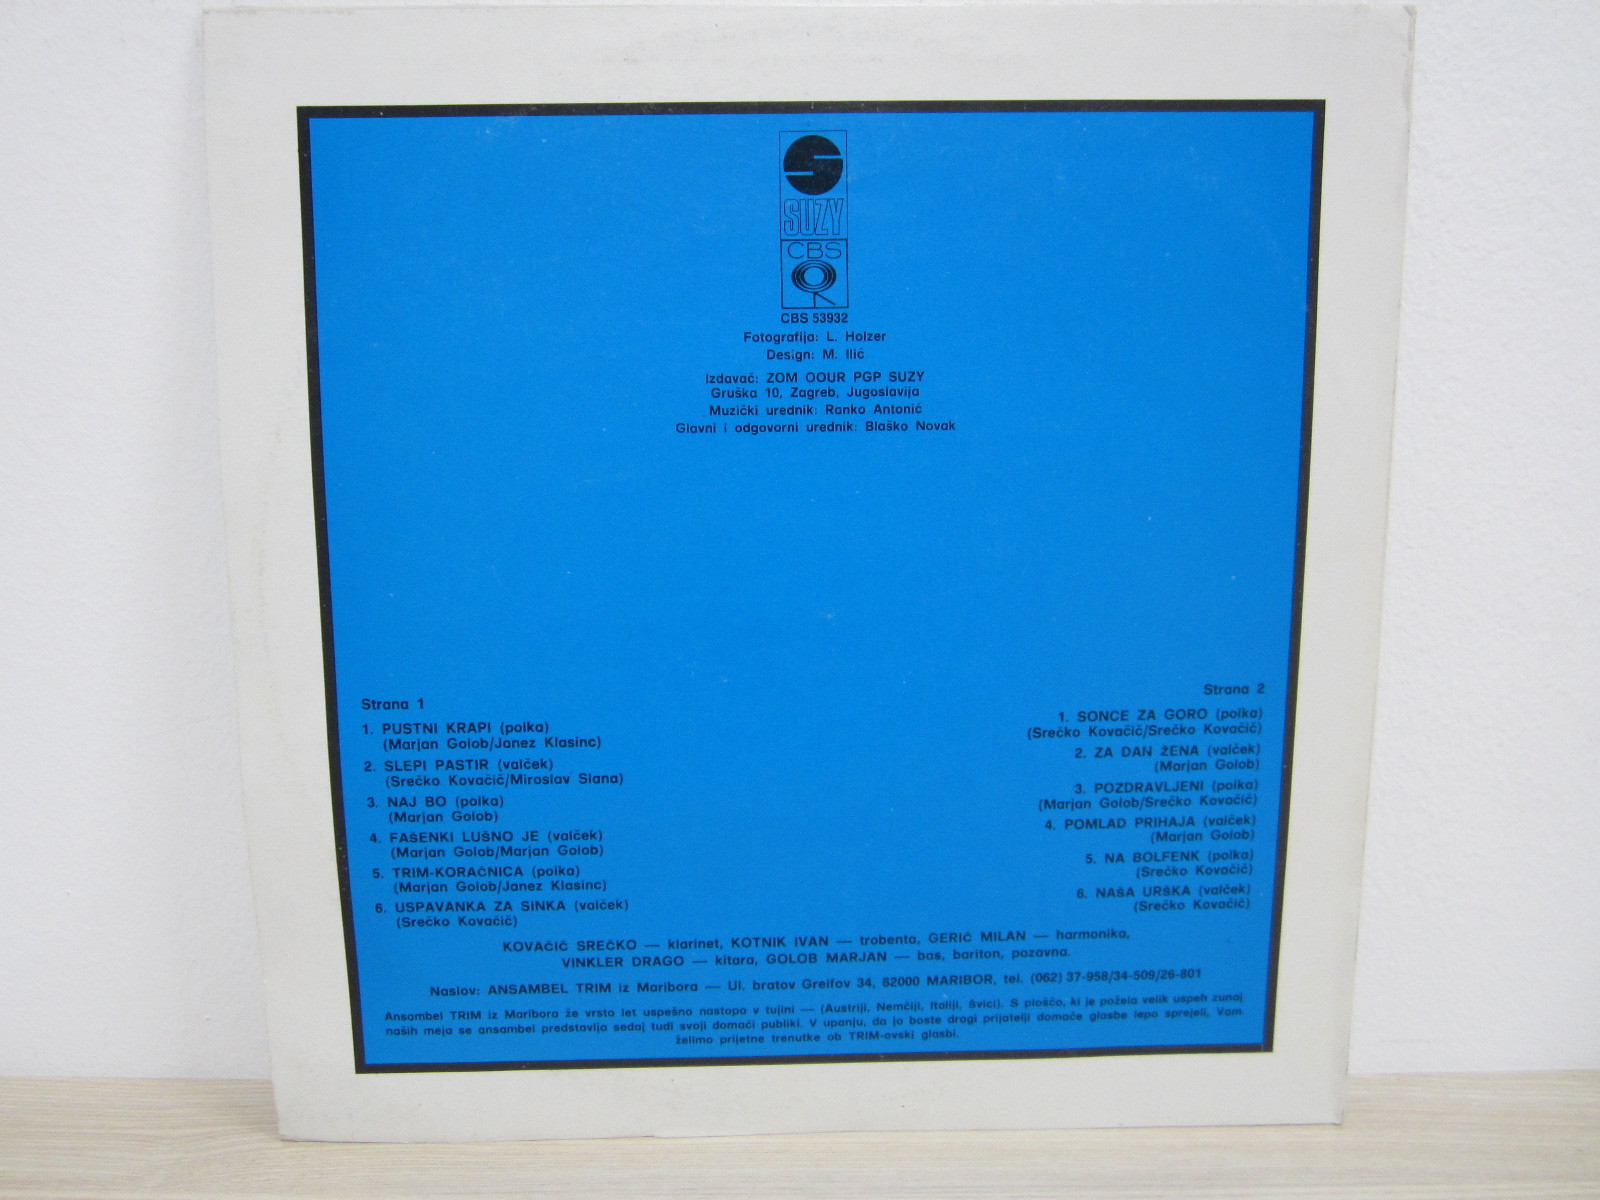 SUZY
CBS
CBS 53932
Fotografija: L. Holzer
Design: M. Ilić
Izdavač: ZOM OOUR PGP SUZY
Gruška 10, Zagreb, Jugoslavija
Muzički urednik: Ranko Antonić
Glavni i odgovorni urednik: Blaško Novak
Strana 1
1. PUSTNI KRAPI (polka)
(Marjan Golob/Janez Klasinc)
2. SLEPI PASTIR (valček)
(Srečko Kovačič/Miroslav Slana)
3. NAJ BO (polka)
(Marjan Golob)
4. FAŠENKI LUŠNO JE (valček)
(Marjan Golob/Marjan Golob)
5. TRIM-KORAČNICA (polka)
(Marjan Golob/Janez Klasinc)
6. USPAVANKA ZA SINKA (valček)
(Srečko Kovačič)
Strana 2
1. SONCE ZA GORO (polka)
(Srečko Kovačič/Srečko Kovačič)
2. ZA DAN ŽENA (valček)
(Marjan Golob)
3. POZDRAVLJENI (polka)
(Marjan Golob/Srečko Kovačič)
4. POMLAD PRIHAJA (valček)
(Marjan Golob)
5. NA BOLFENK (polka)
(Srečko Kovačič)
6. NAŠA URŠKA (valček)
(Srečko Kovačič)
KOVAČIČ SREČKO — klarinet, KOTNIK IVAN — trobenta, GERIČ MILAN — harmonika,
VINKLER DRAGO — kitara, GOLOB MARJAN — bas, bariton, pozavna.
Naslov: ANSAMBEL TRIM iz Maribora — Ul. bratov Greifov 34, 62000 MARIBOR, tel. (062) 37-958/34-509/26-801
Ansambel TRIM iz Maribora že vrsto let uspešno nastopa v tujini — (Austriji, Nemčiji, Italiji, Švici). S ploščo, ki je požela velik uspeh zunaj
naših meja se ansambel predstavlja sedaj tudi svoji domači publiki. V upanju, da jo boste dragi prijatelji domače glasbe lepo sprejeli, Vam
želimo prijetne trenutke ob TRIM-ovski glasbi.